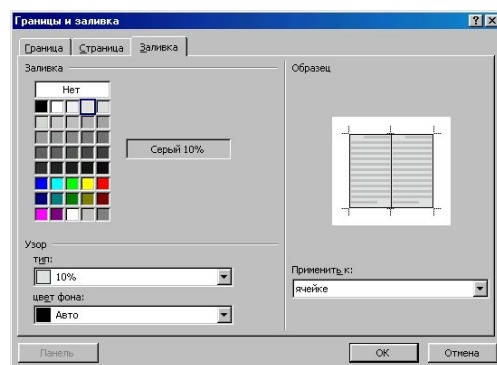 Границы и заливка
Граница Страница Заливка
Заливка
Нет
Серый 10%
Узор
тип:
10%
цвет фона:
Авто
Образец
Применить к:
ячейке
Панель
ОК
Отмена